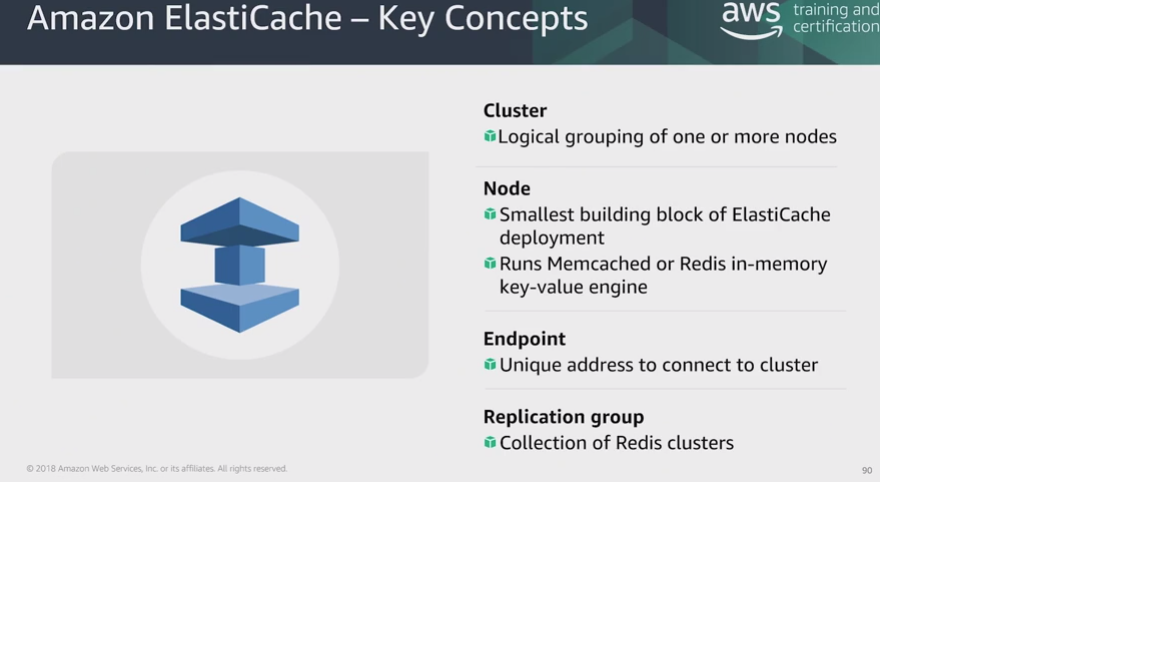 Amazon ElastiCache – Key Concepts
aws
training and
certification
Cluster
Logical grouping of one or more nodes
Node
Smallest building block of ElastiCache
deployment
Runs Memcached or Redis in-memory
key-value engine
Endpoint
Unique address to connect to cluster
Replication group
Collection of Redis clusters
© 2018 Amazon Web Services, Inc. or its affiliates. All rights reserved.
90